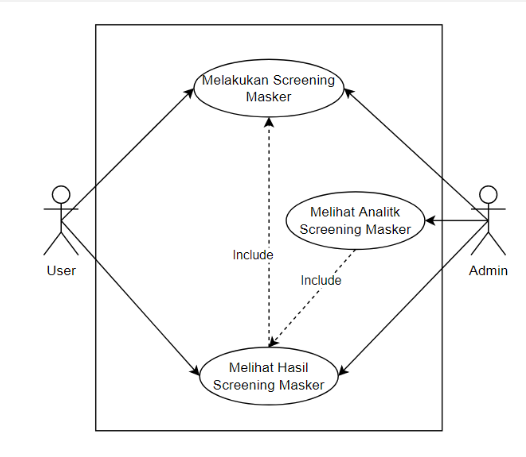 Melakukan Screening
Masker
Melihat Analitk
Screening Masker
Include
Include
User
Admin
Melihat Hasil
Screening Masker